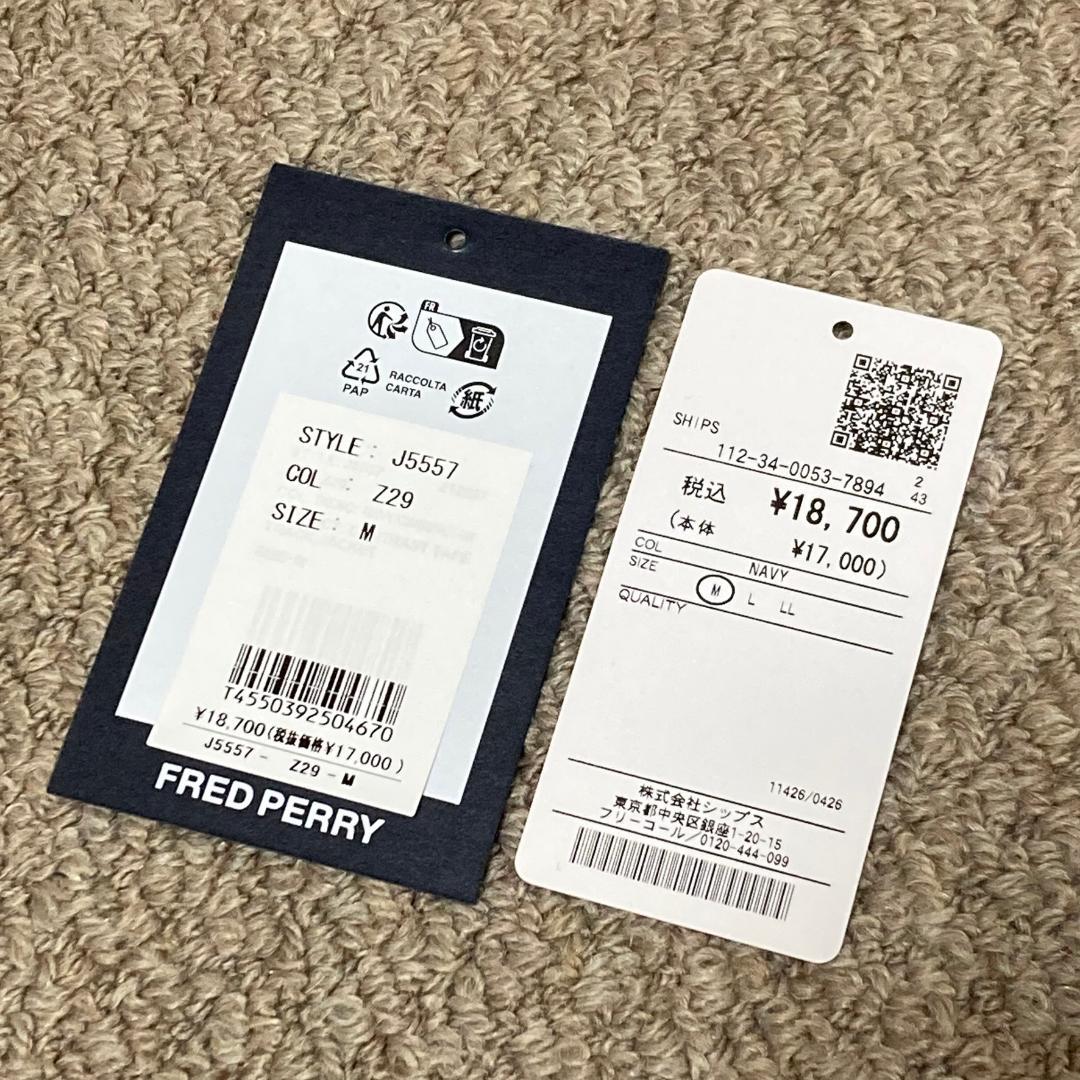 FR
21
PAP
RACCOLTA
CARTA
紙
STYLE : J5557
COL : Z29
SIZE : M
T4550392504670
¥18,700(税抜価格¥17,000)
J5557 - Z29 - M
FRED PERRY
SHIPS
112-34-0053-7894
2
43
税込 ¥18,700
(本体 ¥17,000)
COL NAVY
SIZE M L LL
QUALITY
11426/0426
株式会社シップス
東京都中央区銀座1-20-15
フリーコール/0120-444-099